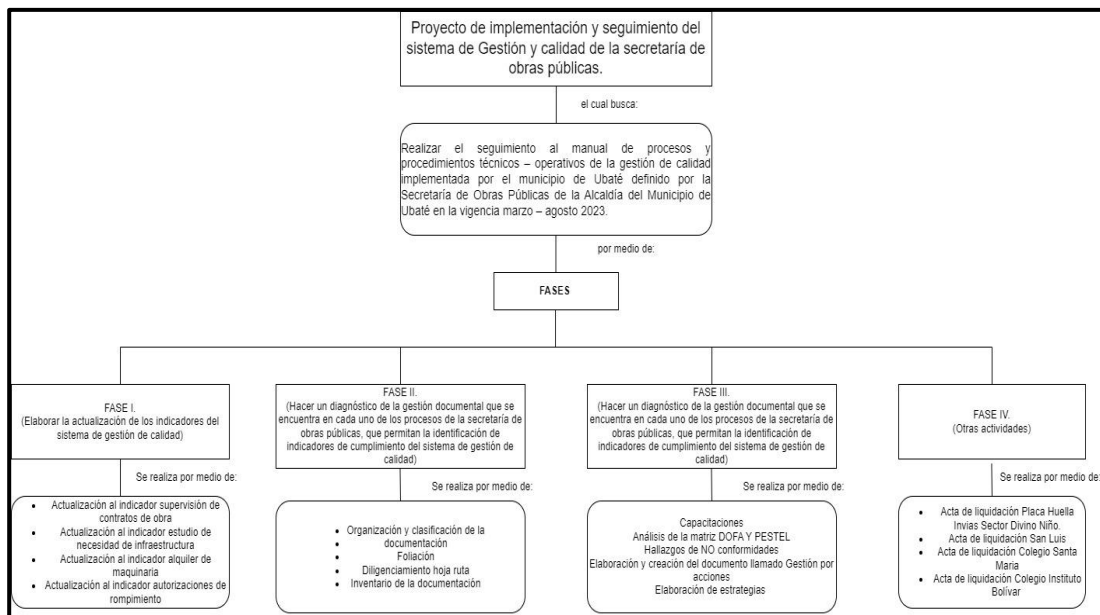 Proyecto de implementación y seguimiento del
sistema de Gestión y calidad de la secretaría de
obras públicas.
el cual busca:
Realizar el seguimiento al manual de procesos y
procedimientos técnicos – operativos de la gestión de calidad
implementada por el municipio de Ubaté definido por la
Secretaría de Obras Públicas de la Alcaldía del Municipio de
Ubaté en la vigencia marzo – agosto 2023.
por medio de:
FASES
FASE I.
(Elaborar la actualización de los indicadores del
sistema de gestión de calidad)
Se realiza por medio de:
• Actualización al indicador supervisión de
contratos de obra
• Actualización al indicador estudio de
necesidad de infraestructura
• Actualización al indicador alquiler de
maquinaria
• Actualización al indicador autorizaciones de
rompimiento
FASE II.
(Hacer un diagnóstico de la gestión documental que se
encuentra en cada uno de los procesos de la secretaría de
obras públicas, que permitan la identificación de
indicadores de cumplimiento del sistema de gestión de
calidad)
Se realiza por medio de:
• Organización y clasificación de la
• documentación
• Foliación
• Diligenciamiento hoja ruta
• Inventario de la documentación
FASE III.
(Hacer un diagnóstico de la gestión documental que se
encuentra en cada uno de los procesos de la secretaría de
obras públicas, que permitan la identificación de
indicadores de cumplimiento del sistema de gestión de
calidad)
Se realiza por medio de:
Capacitaciones
Análisis de la matriz DOFA Y PESTEL
Hallazgos de NO conformidades
Elaboración y creación del documento llamado Gestión por
acciones
Elaboración de estrategias
FASE IV.
(Otras actividades)
Se realiza por medio de:
• Acta de liquidación Placa Huella
Invias Sector Divino Niño.
• Acta de liquidación San Luis
• Acta de liquidación Colegio Santa
Maria
• Acta de liquidación Colegio Instituto
Bolívar